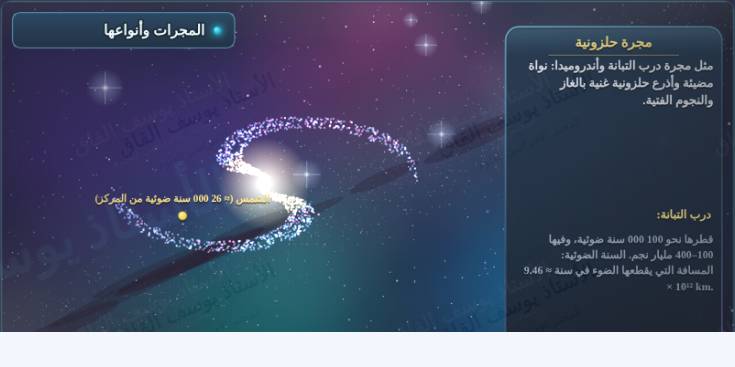 المجرات وأنواعها
مجرة حلزونية
مثل مجرة درب التبانة وأندروميدا: نواة
مضيئة وأذرع حلزونية غنية بالغاز
والنجوم الفتية.
الشمس (≈ 26 000 سنة ضوئية من المركز)
درب التبانة:
قطرها نحو 100 000 سنة ضوئية، وفيها
100–400 مليار نجم. السنة الضوئية:
المسافة التي يقطعها الضوء في سنة ≈ 9.46
× 10¹² km.
الأستاذ يوسف